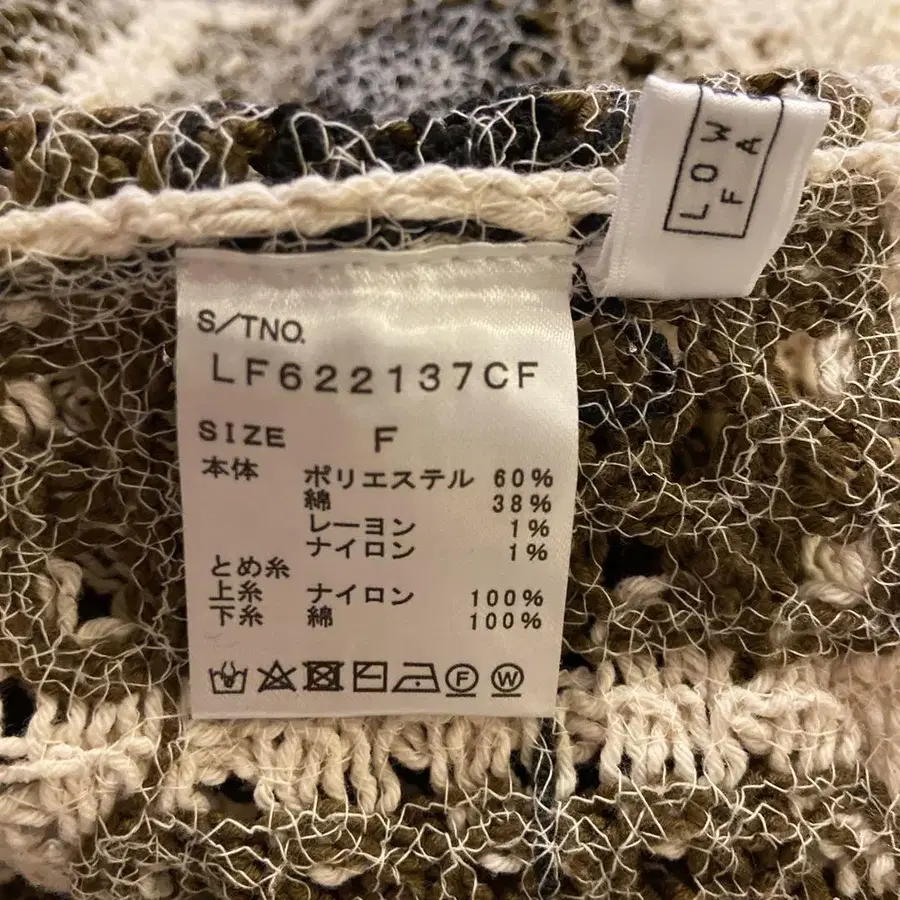 LOW
FA
S/TNO.
LF622137CF
SIZE F
本体 ポリエステル 60%
綿 38%
レーヨン 1%
ナイロン 1%
とめ糸
上糸 ナイロン 100%
下糸 綿 100%
F W